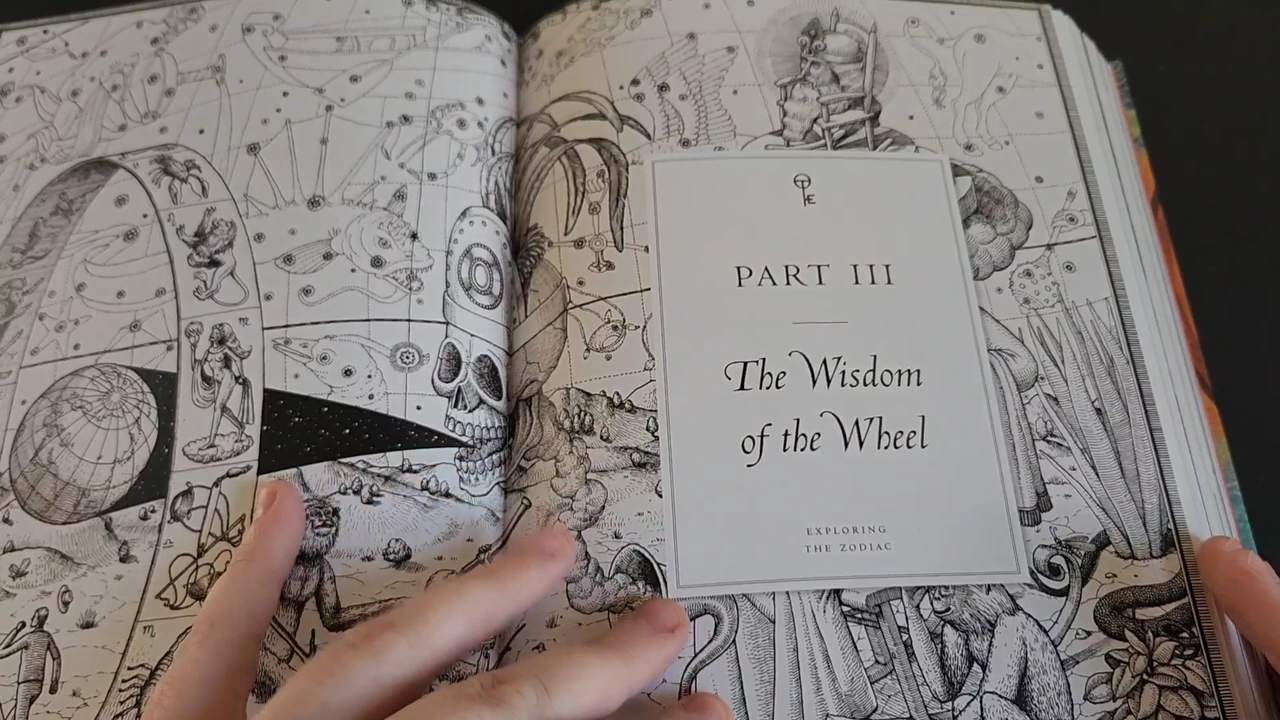 PART III
The Wisdom
of the Wheel
EXPLORING
THE ZODIAC